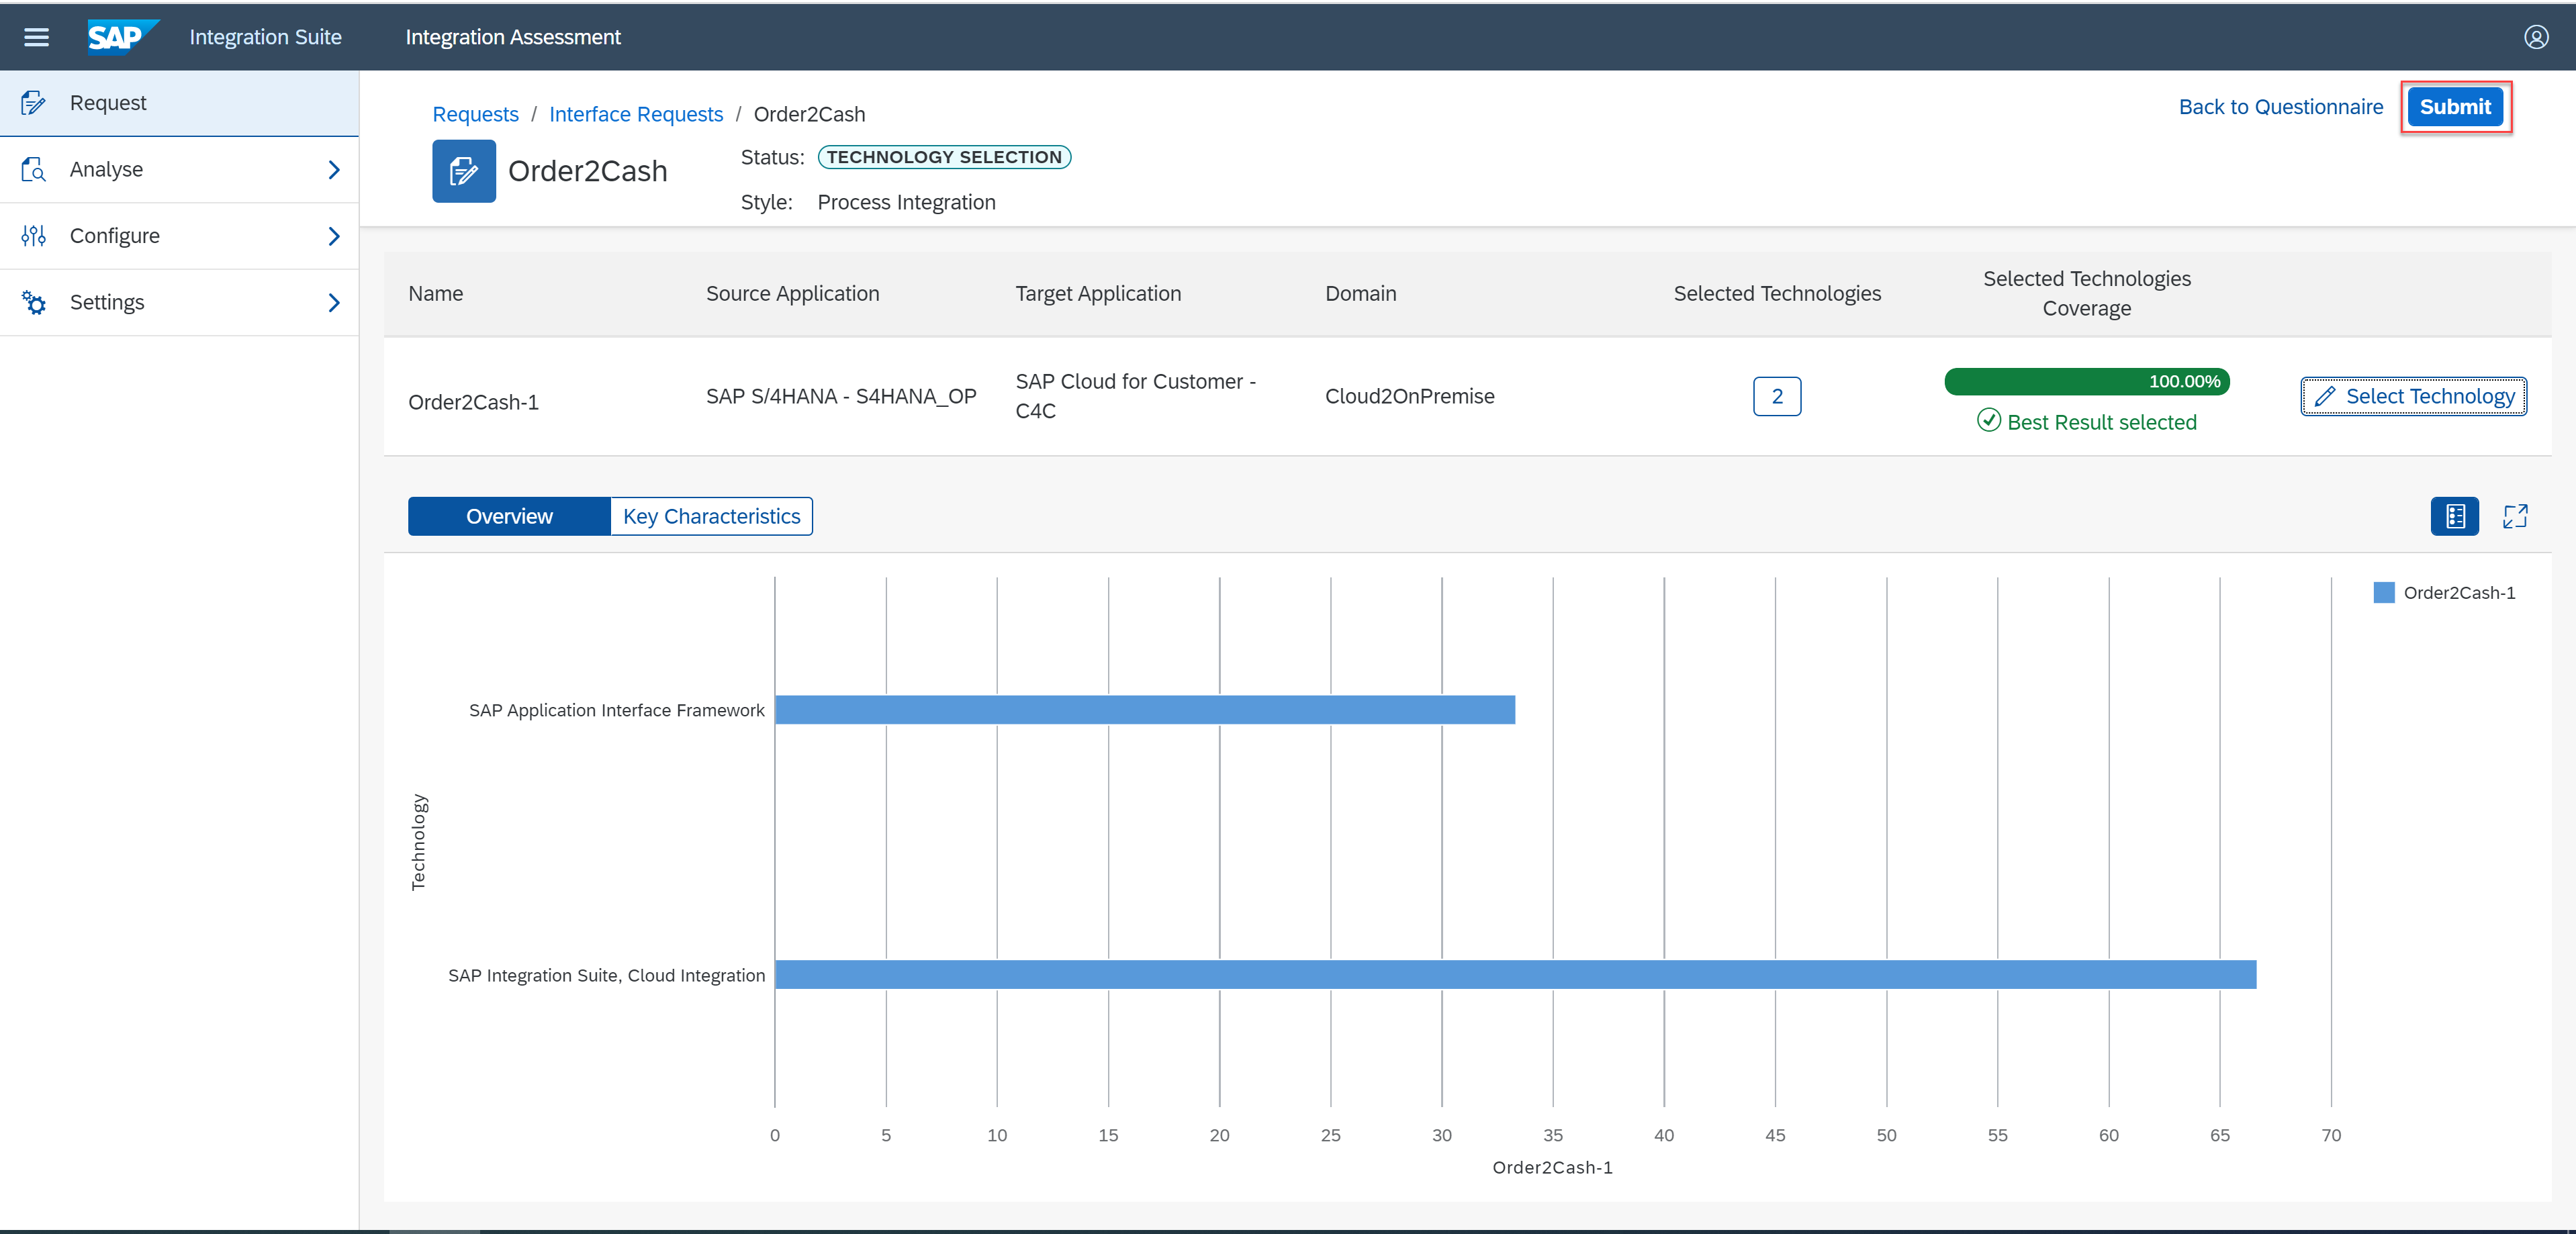 SAP Integration Suite Integration Assessment
Request
Analyse
Configure
Settings
Requests / Interface Requests / Order2Cash
Back to Questionnaire Submit
Order2Cash
Status: TECHNOLOGY SELECTION
Style: Process Integration
Name Source Application Target Application Domain Selected Technologies Selected Technologies
Coverage
Order2Cash-1 SAP S/4HANA - S4HANA_OP SAP Cloud for Customer -
C4C Cloud2OnPremise 2 100.00%
Best Result selected
Select Technology
Overview Key Characteristics
Order2Cash-1
SAP Application Interface Framework
Technology
SAP Integration Suite, Cloud Integration
0 5 10 15 20 25 30 35 40 45 50 55 60 65 70
Order2Cash-1